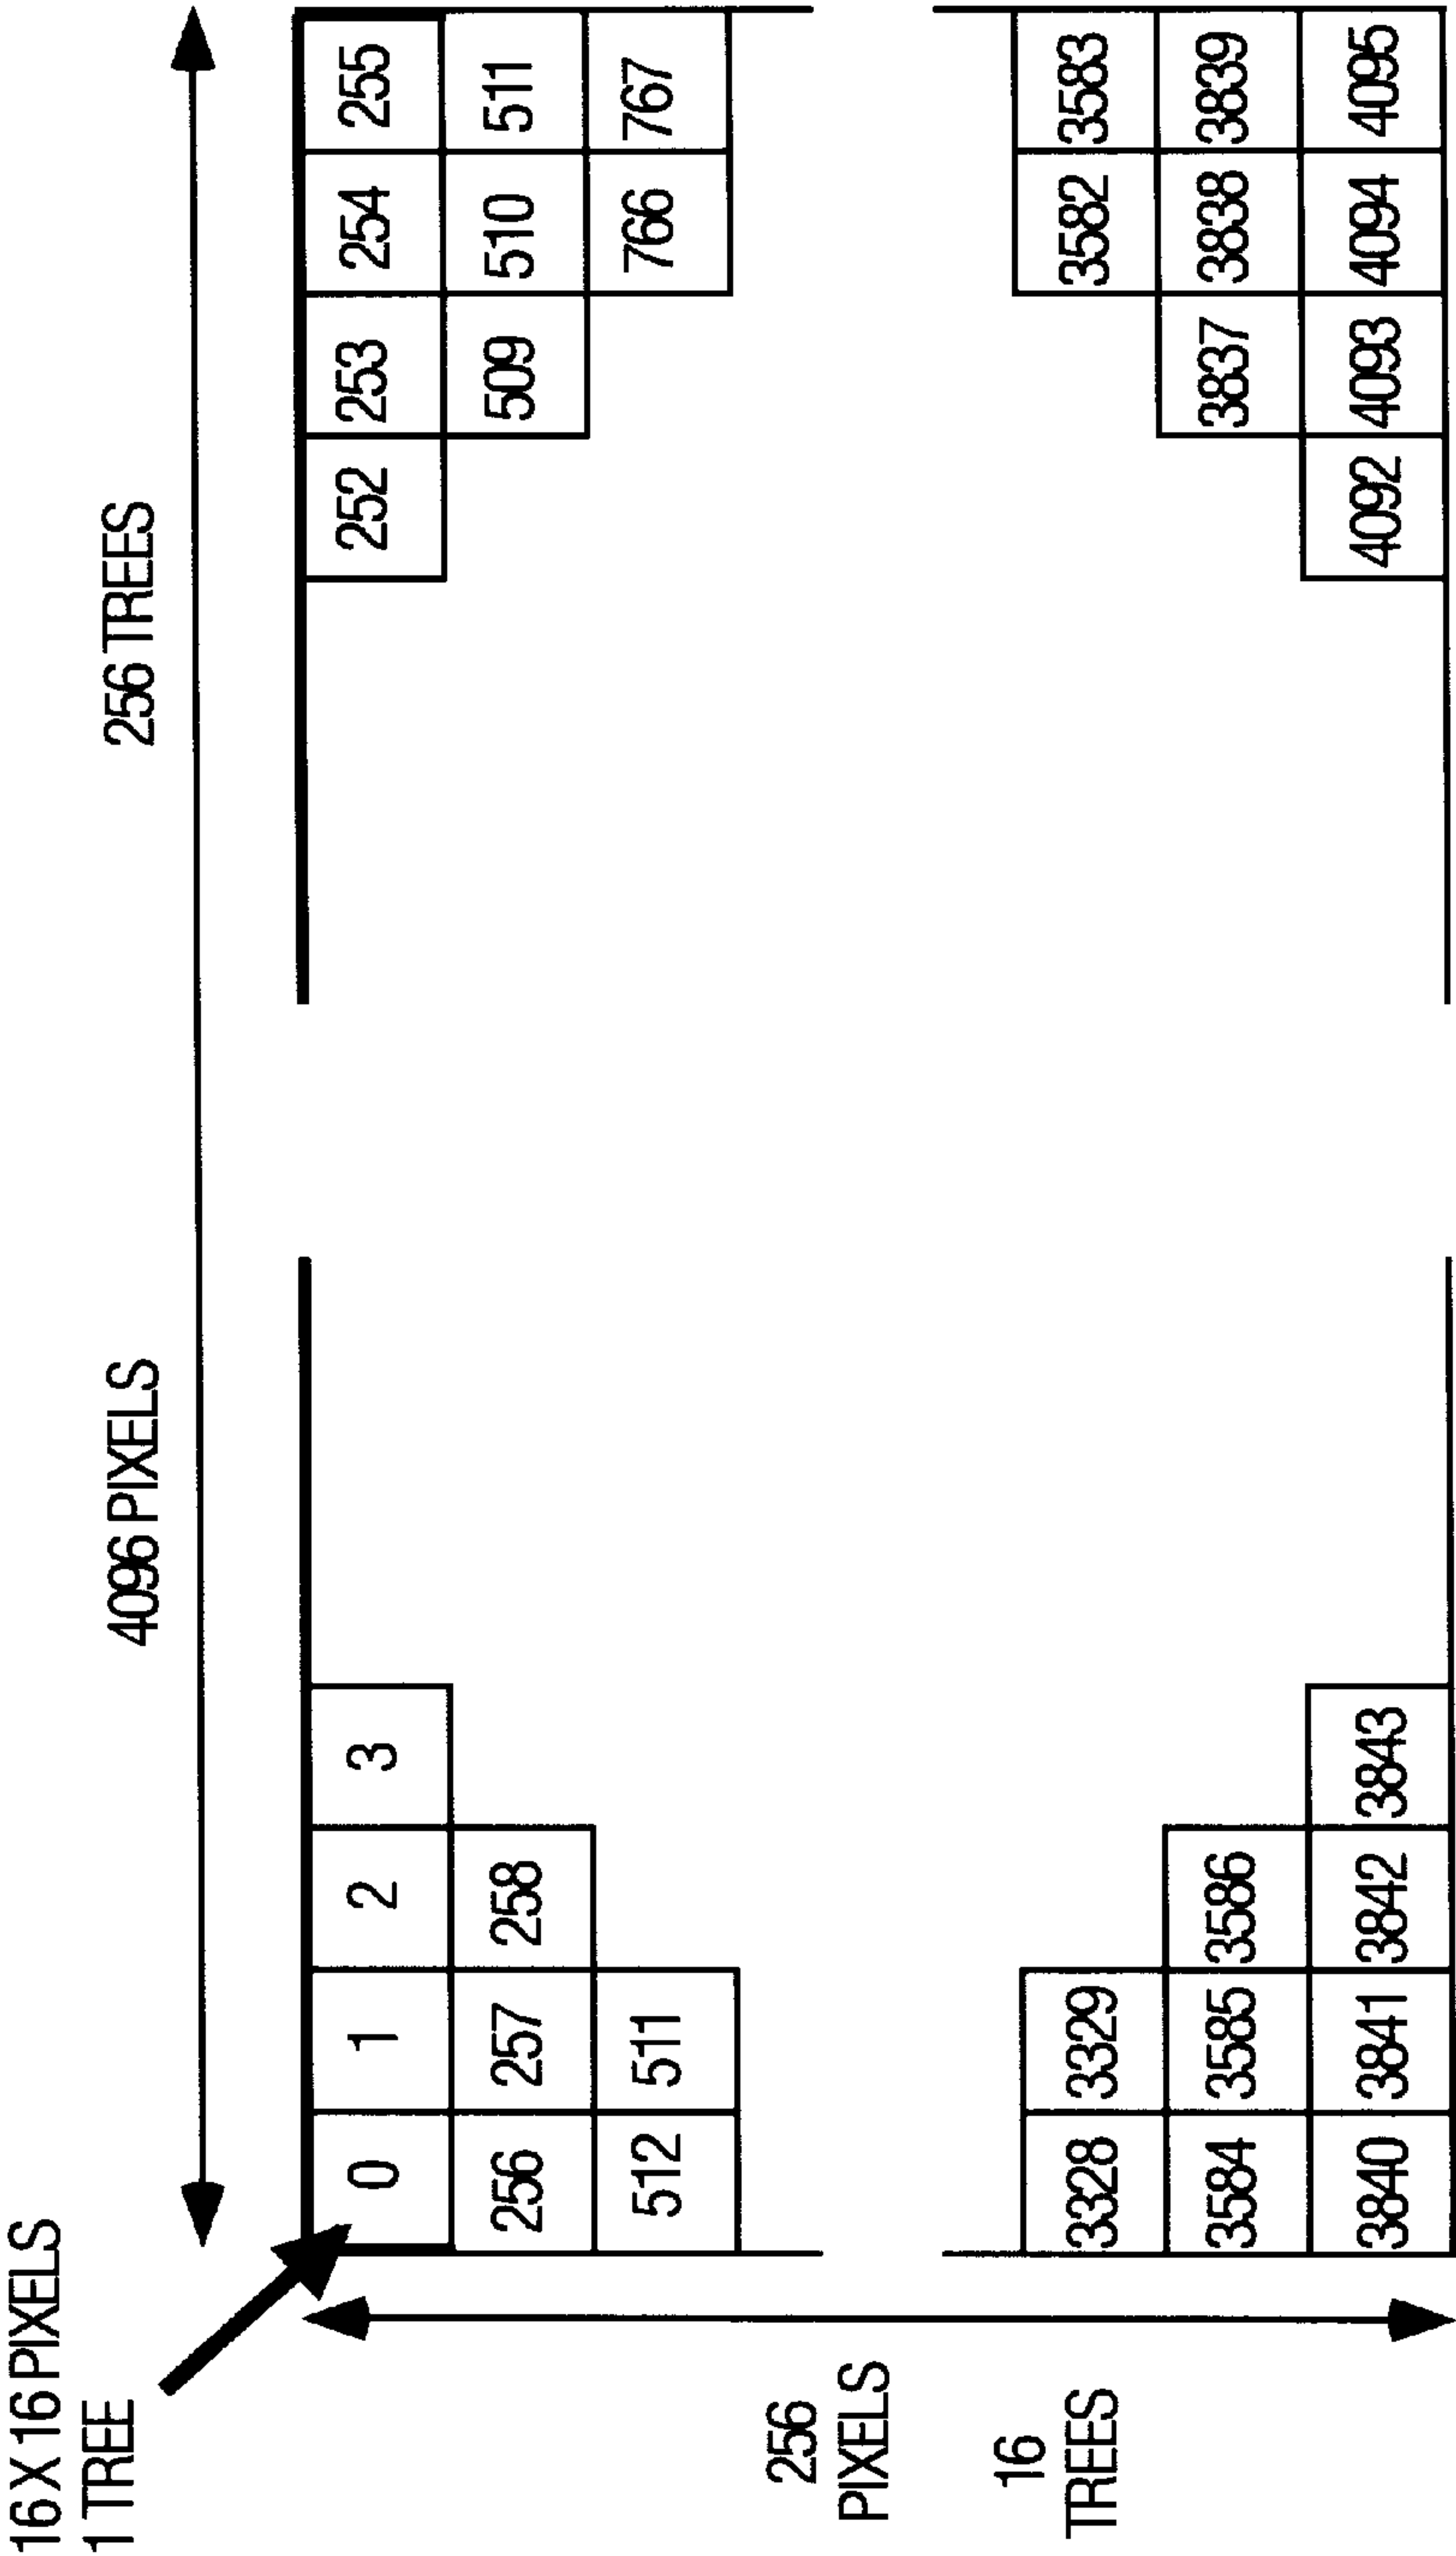 16 X 16 PIXELS
1 TREE
4096 PIXELS
256 TREES
0 1 2 3
252 253 254 255
256 257 258
509 510 511
512 511
766 767
256
PIXELS
16
TREES
3328 3329
3582 3583
3584 3585 3586
3837 3838 3839
3840 3841 3842 3843
4092 4093 4094 4095